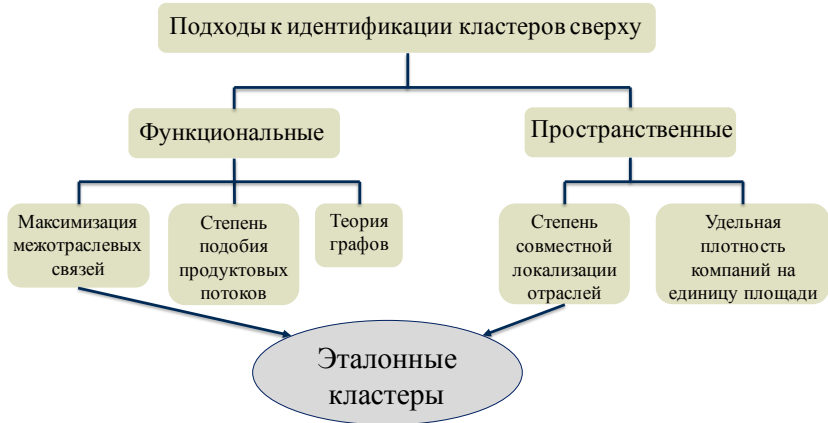 Подходы к идентификации кластеров сверху
Функциональные
Пространственные
Максимизация
межотраслевых
связей
Степень
подобия
продуктовых
потоков
Теория
графов
Степень
совместной
локализации
отраслей
Удельная
плотность
компаний на
единицу площади
Эталонные
кластеры